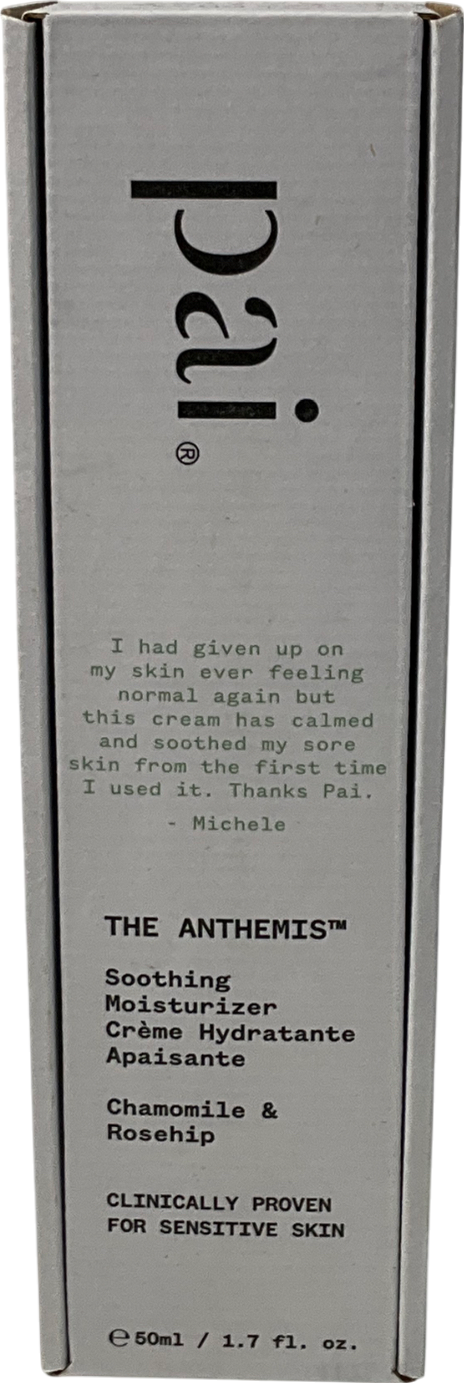 pai®
I had given up on
my skin ever feeling
normal again but
this cream has calmed
and soothed my sore
skin from the first time
I used it. Thanks Pai.
- Michele
THE ANTHEMIS™
Soothing
Moisturizer
Crème Hydratante
Apaisante
Chamomile &
Rosehip
CLINICALLY PROVEN
FOR SENSITIVE SKIN
℮50ml / 1.7 fl. oz.